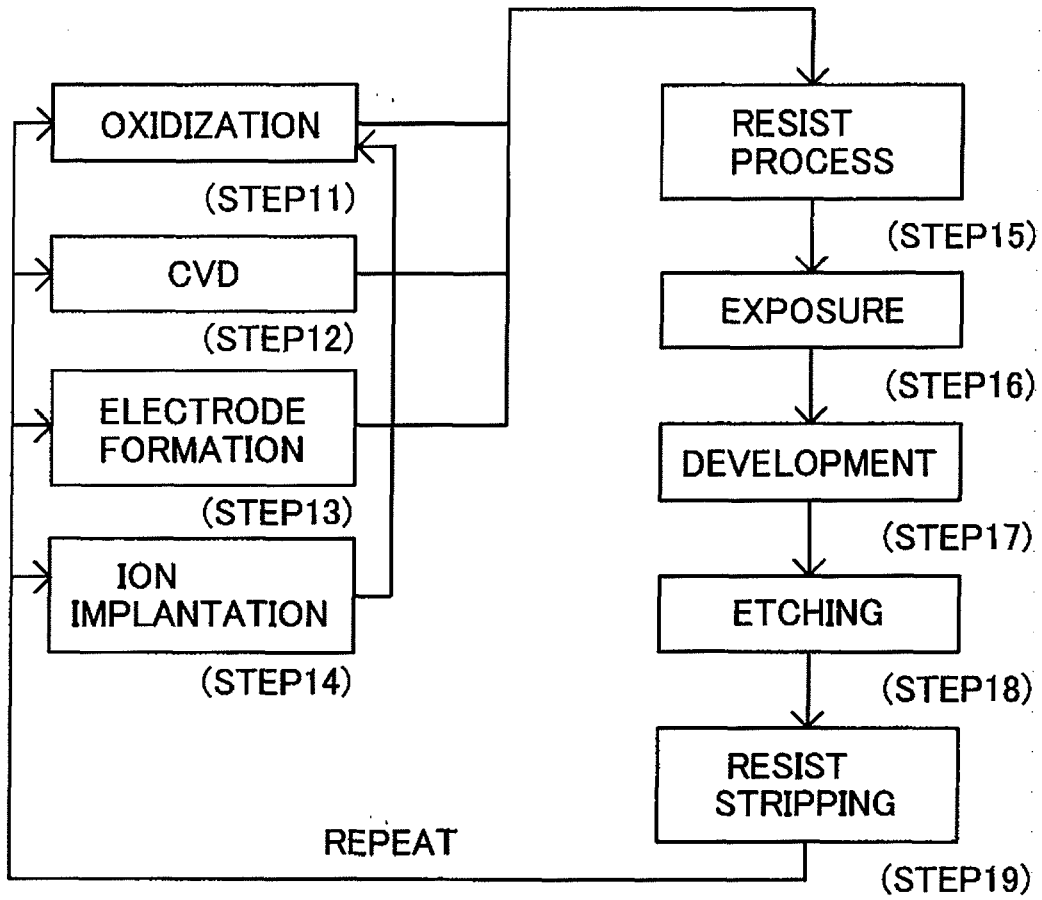 OXIDIZATION
(STEP11)
CVD
(STEP12)
ELECTRODE
FORMATION
(STEP13)
ION
IMPLANTATION
(STEP14)
RESIST
PROCESS
(STEP15)
EXPOSURE
(STEP16)
DEVELOPMENT
(STEP17)
ETCHING
(STEP18)
RESIST
STRIPPING
(STEP19)
REPEAT